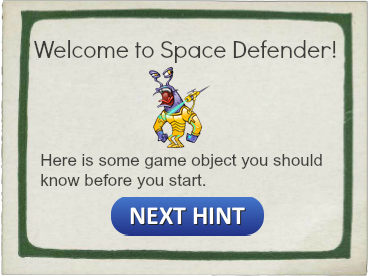 Welcome to Space Defender!
Here is some game object you should
know before you start.
NEXT HINT